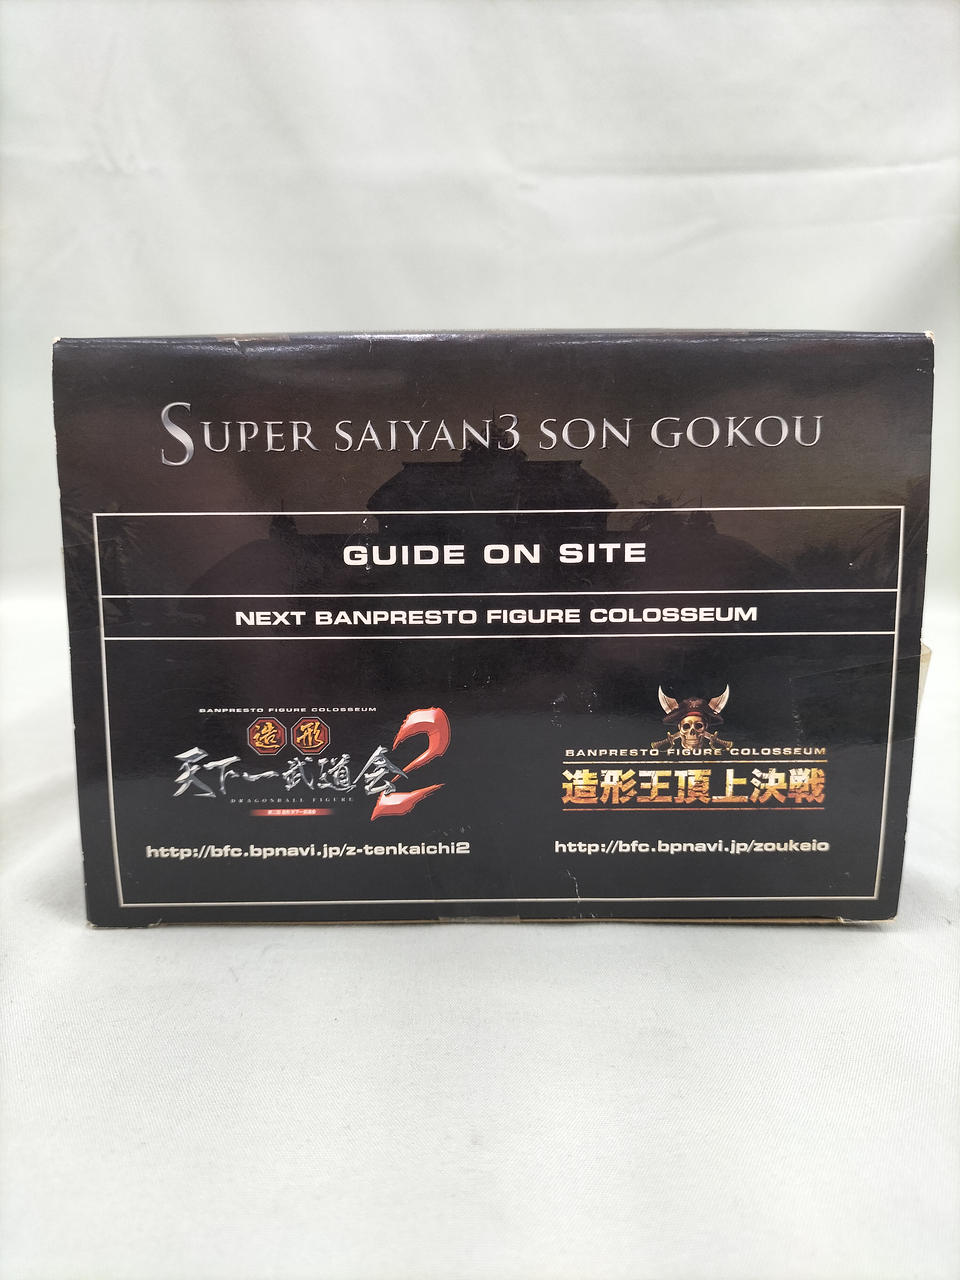 SUPER SAIYAN3 SON GOKOU
GUIDE ON SITE
NEXT BANPRESTO FIGURE COLOSSEUM
BANPRESTO FIGURE COLOSSEUM
造形
天下一武道会2
DRAGONBALL FIGURE
http://bfc.bpnavi.jp/z-tenkaichi2
BANPRESTO FIGURE COLOSSEUM
造形王頂上決戦
http://bfc.bpnavi.jp/zoukeio